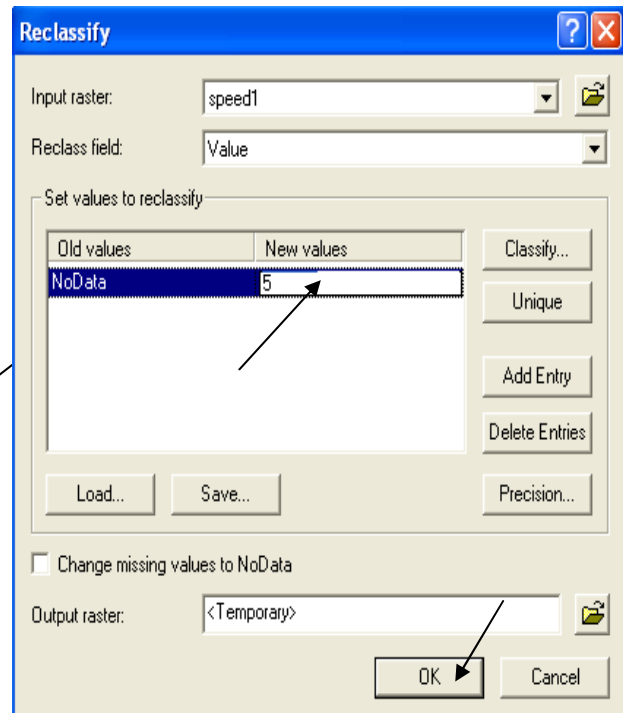 Reclassify
Input raster: speed1
Reclass field: Value
Set values to reclassify
Old values New values Classify...
NoData 5
Unique
Add Entry
Delete Entries
Load... Save... Precision...
Change missing values to NoData
Output raster: <Temporary>
OK Cancel